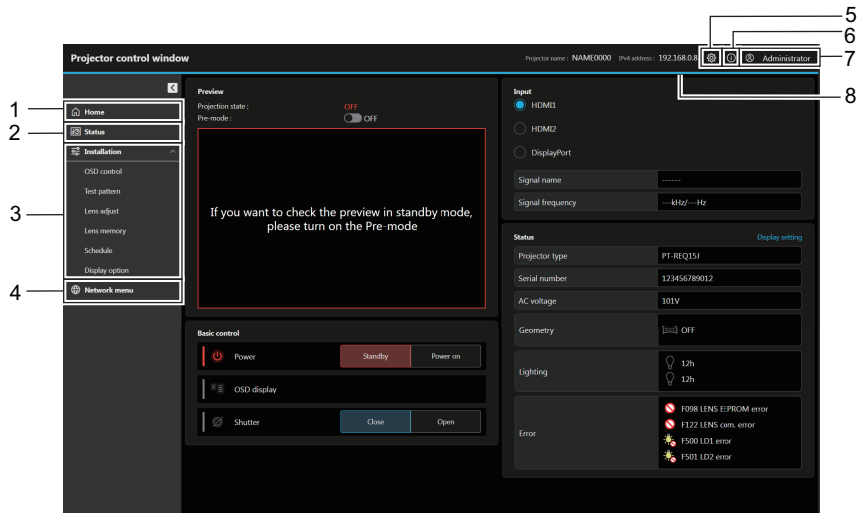 5
6
7
8
Projector control window
Projector name : NAME0000 IPv4 address : 192.168.0.8
Administrator
1
2
3
4
Home
Status
Installation
OSD control
Test pattern
Lens adjust
Lens memory
Schedule
Display option
Network menu
Preview
Projection state : OFF
Pre-mode : OFF
If you want to check the preview in standby mode,
please turn on the Pre-mode
Basic control
Power Standby Power on
OSD display
Shutter Close Open
Input
HDMI1
HDMI2
DisplayPort
Signal name ------
Signal frequency ---kHz/---Hz
Status Display setting
Projector type PT-REQ15J
Serial number 123456789012
AC voltage 101V
Geometry OFF
Lighting 12h
12h
Error F098 LENS EEPROM error
F122 LENS com. error
F500 LD1 error
F501 LD2 error